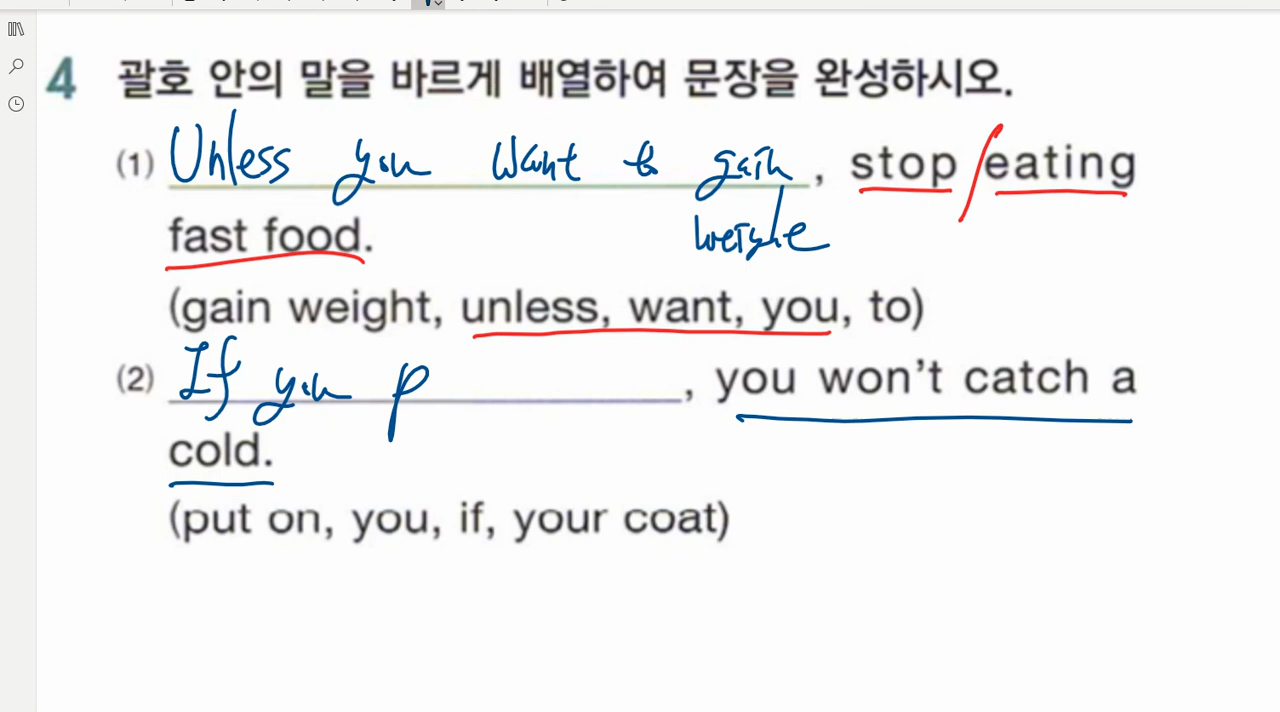 4 괄호 안의 말을 바르게 배열하여 문장을 완성하시오.
(1) Unless you want to gain, stop / eating
weight
fast food.
(gain weight, unless, want, you, to)
(2) If you p, you won't catch a
cold.
(put on, you, if, your coat)